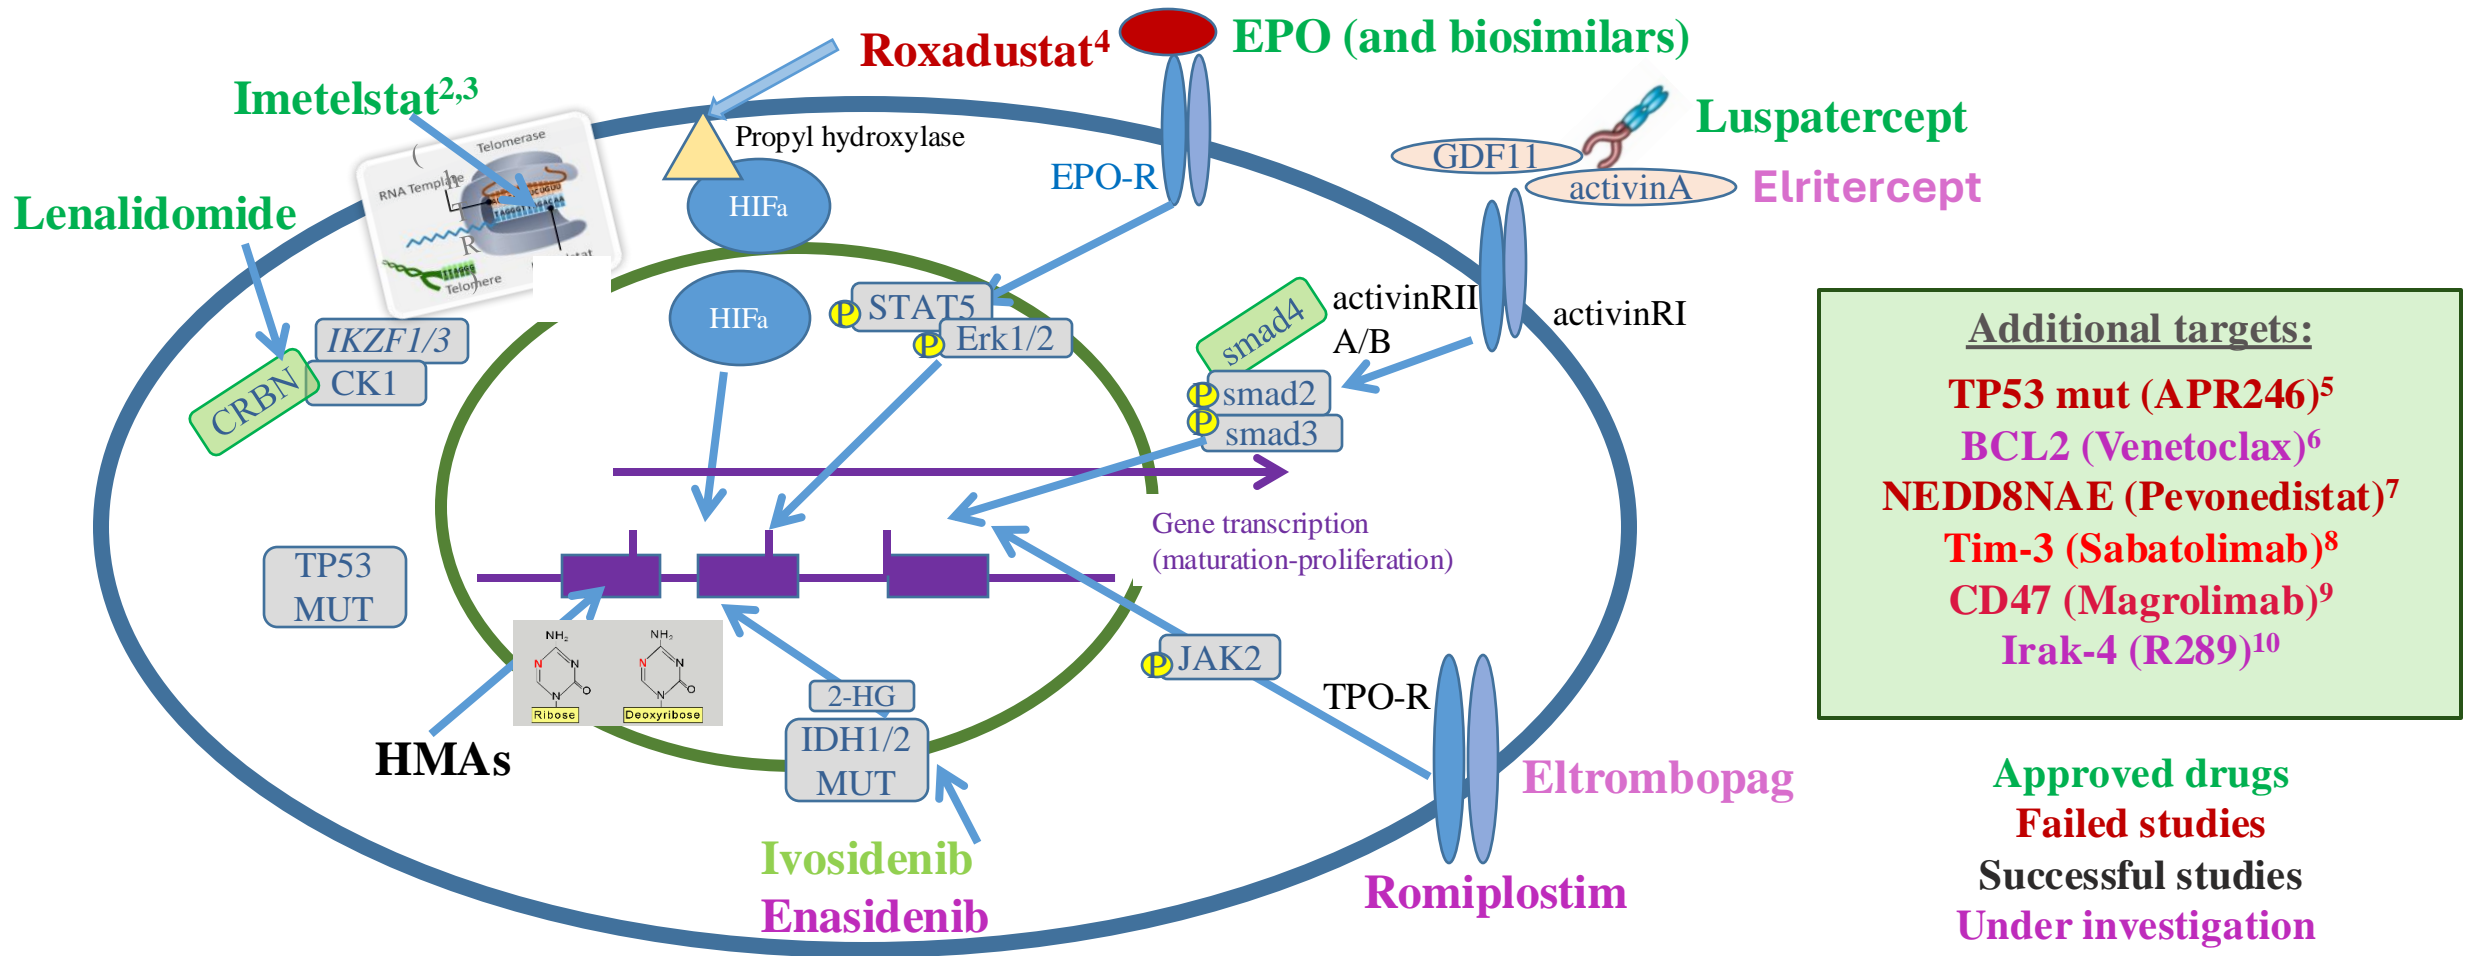 Roxadustat4
EPO (and biosimilars)
Imetelstat2,3
Luspatercept
Propyl hydroxylase
Telomerase
(
h
T
R
)
RNA Template
GDF11
EPO-R
activinA
Elritercept
HIFa
Lenalidomide
TAGGGT
GACAA
TTAGGG
Telomere
HIFa
P
STAT5
P
Erk1/2
smad4
activinRII
A/B
activinRI
IKZF1/3
CK1
CRBN
P
smad2
P
smad3
Additional targets:
TP53 mut (APR246)5
BCL2 (Venetoclax)6
NEDD8NAE (Pevonedistat)7
Tim-3 (Sabatolimab)8
CD47 (Magrolimab)9
Irak-4 (R289)10
Gene transcription
(maturation-proliferation)
TP53
MUT
NH2
N
N
N
O
Ribose
NH2
N
N
N
O
Deoxyribose
P
JAK2
TPO-R
2-HG
IDH1/2
MUT
HMAs
Eltrombopag
Ivosidenib
Enasidenib
Romiplostim
Approved drugs
Failed studies
Successful studies
Under investigation